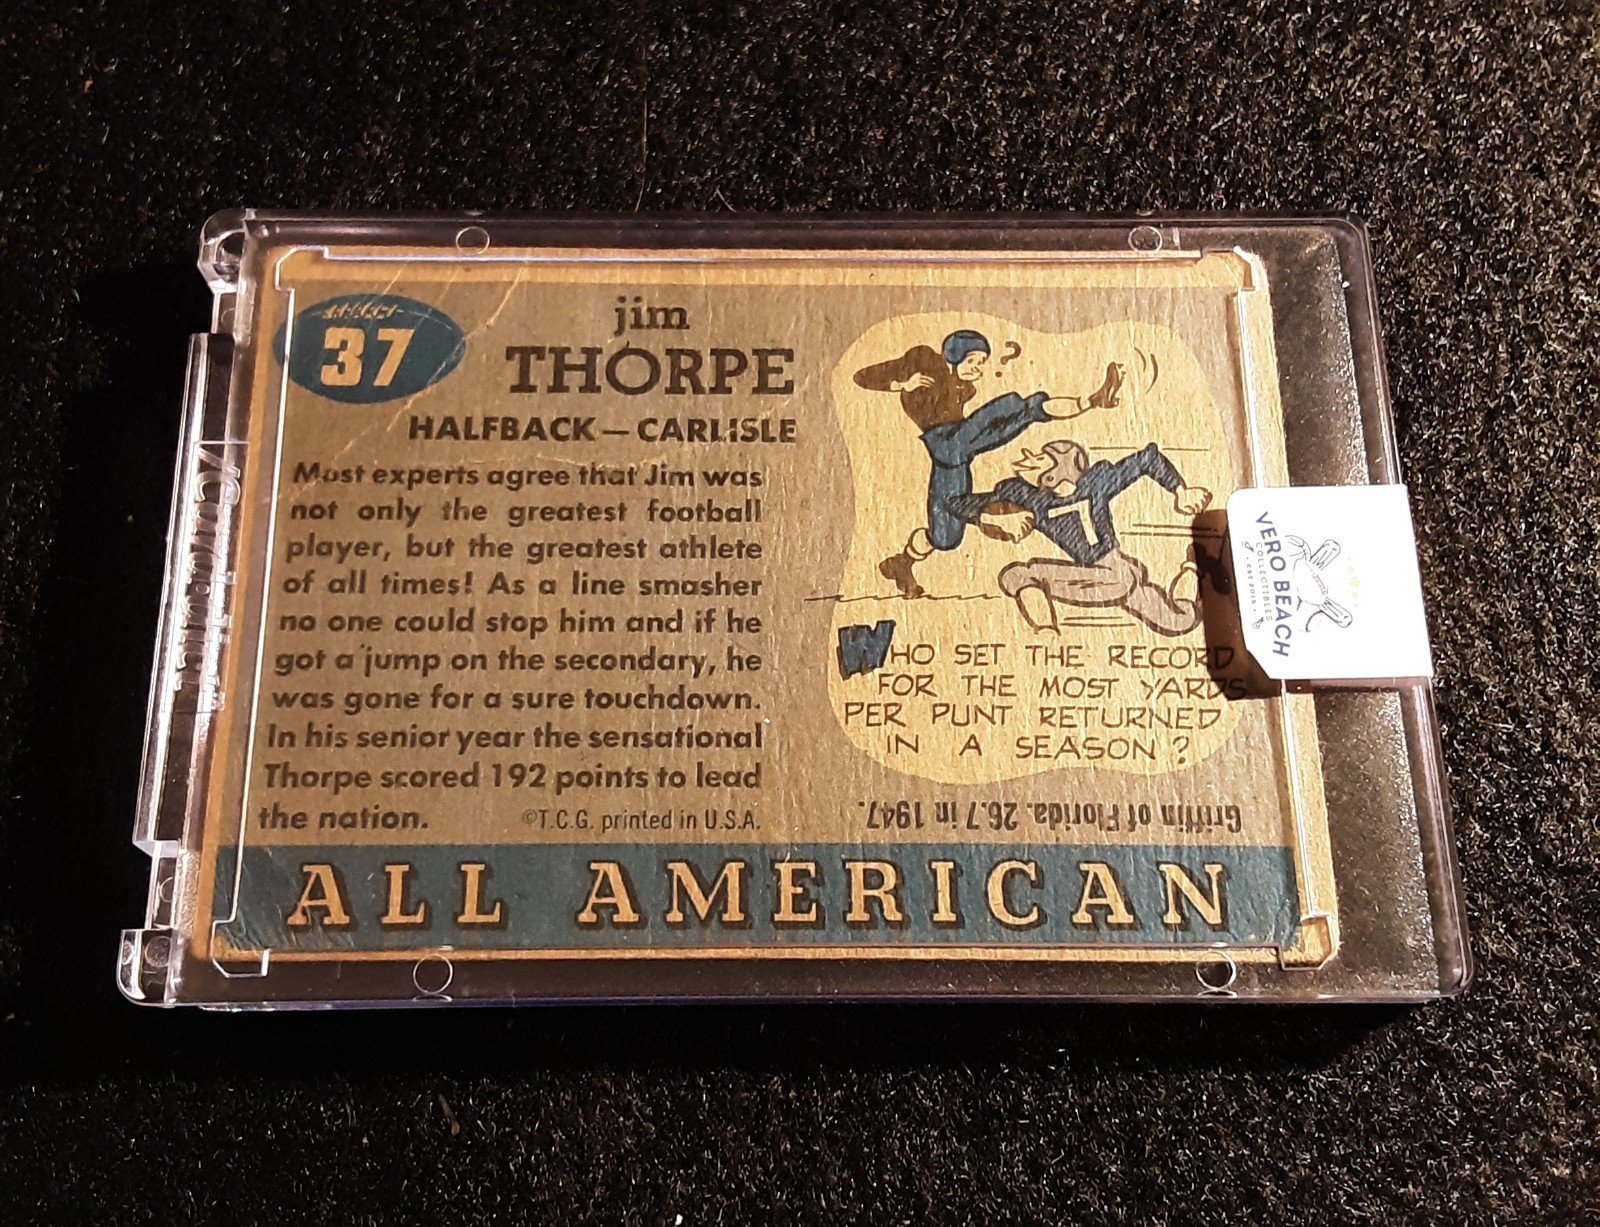 37
jim
THORPE
HALFBACK—CARLISLE
Most experts agree that Jim was
not only the greatest football
player, but the greatest athlete
of all times! As a line smasher
no one could stop him and if he
got a jump on the secondary, he
was gone for a sure touchdown.
In his senior year the sensational
Thorpe scored 192 points to lead
the nation.
©T.C.G. printed in U.S.A.
?
WHO SET THE RECORD
FOR THE MOST YARDS
PER PUNT RETURNED
IN A SEASON?
Griffin of Florida. 26.7 in 1947.
ALL AMERICAN
VERO BEACH
COLLECTIBLES
EST. 2016